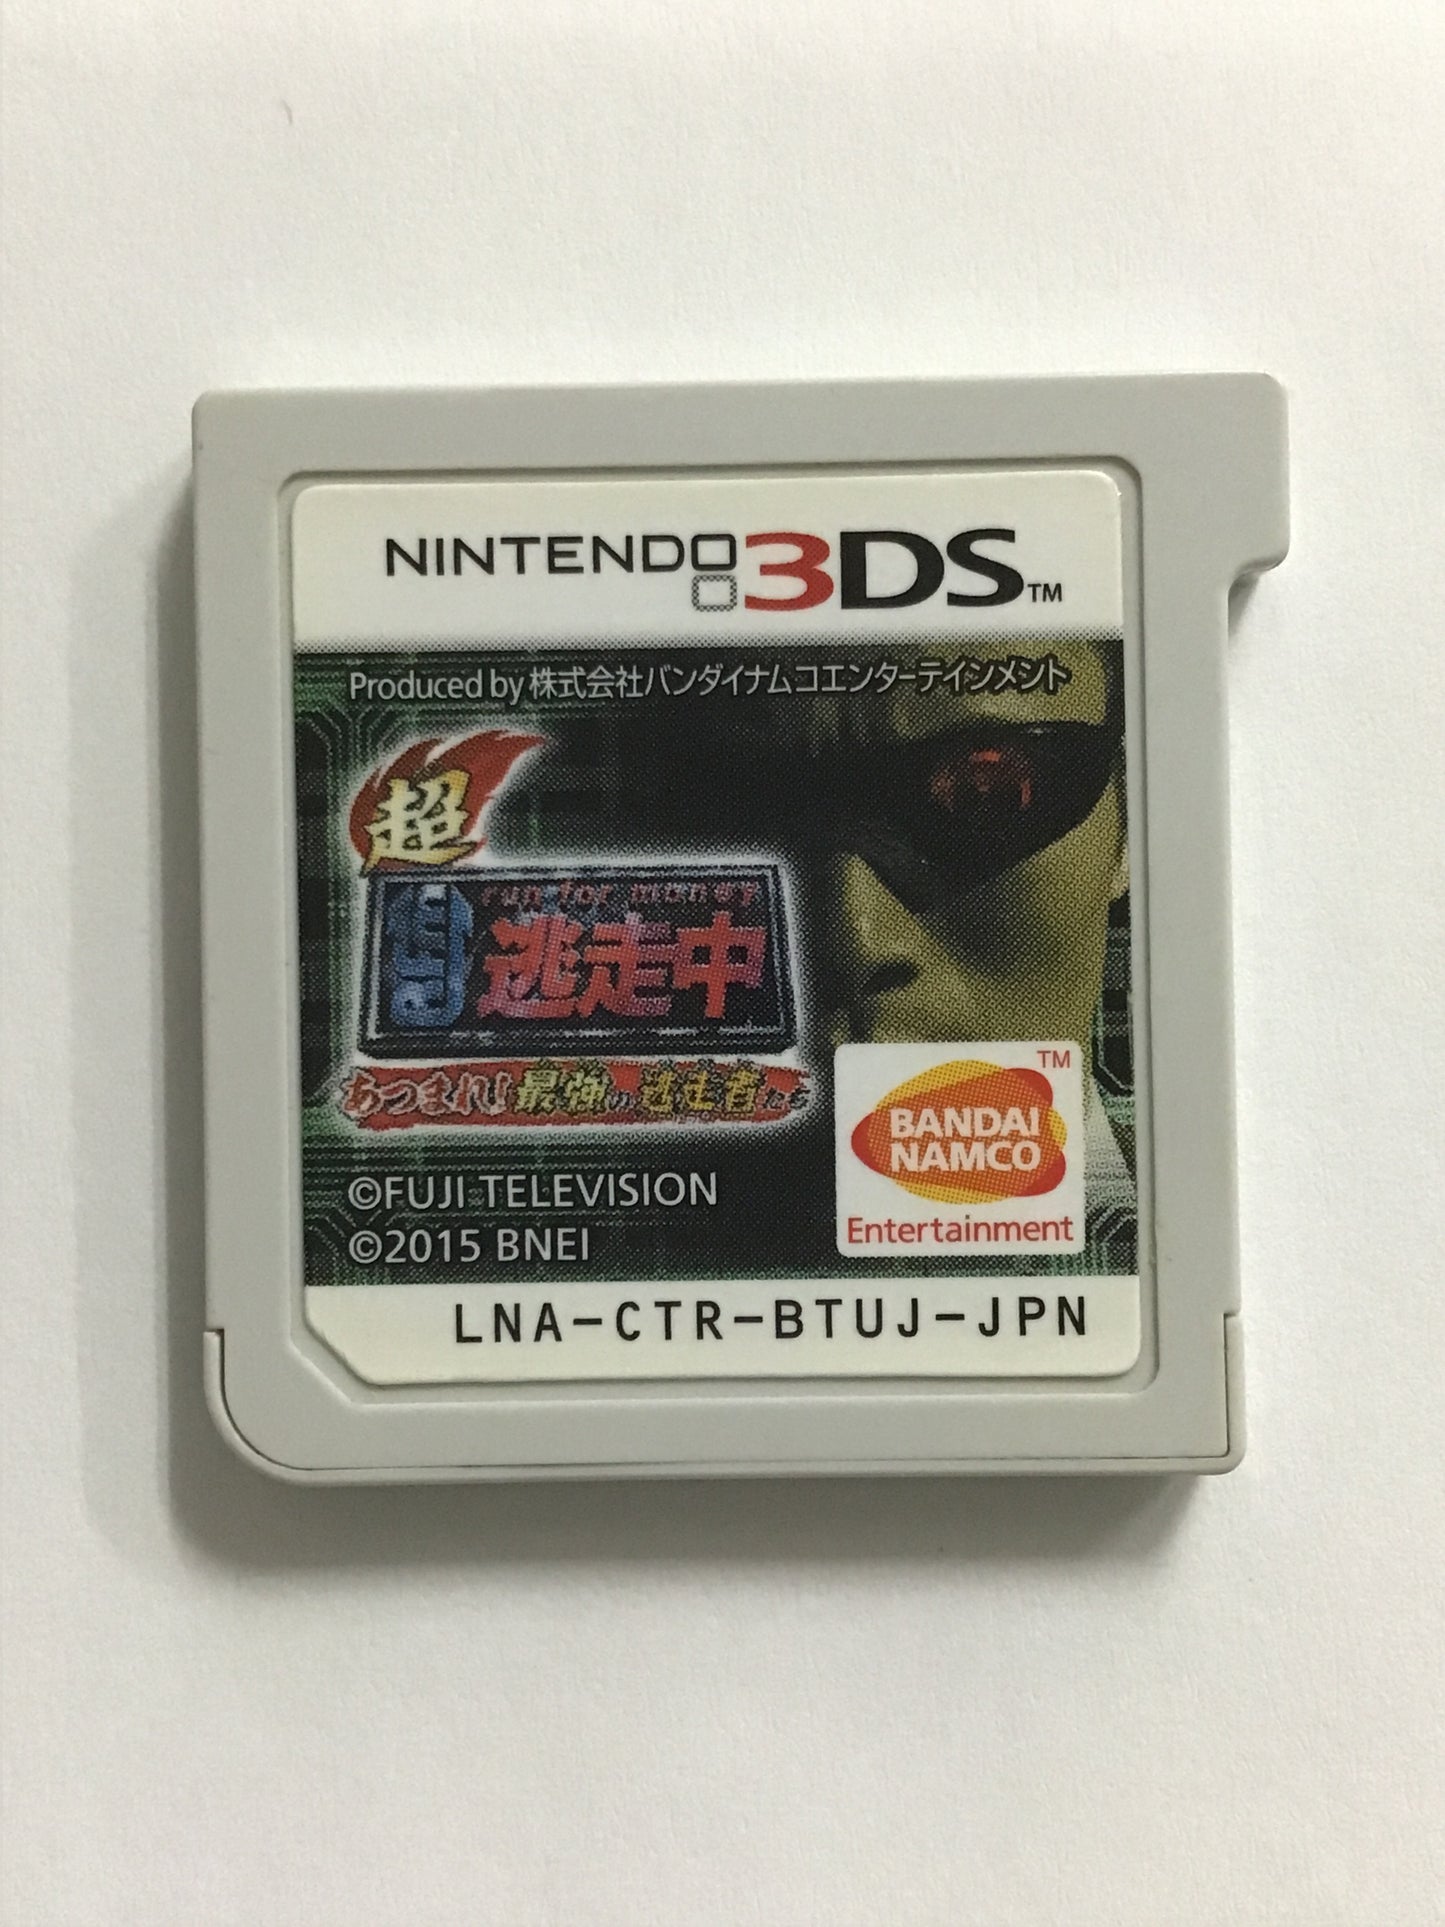 NINTENDO 3DS™
Produced by 株式会社バンダイナムコエンターテインメント
超
run for money
逃走中
あつまれ！最強の逃走者たち
™
BANDAI
NAMCO
Entertainment
©FUJI TELEVISION
©2015 BNEI
LNA-CTR-BTUJ-JPN